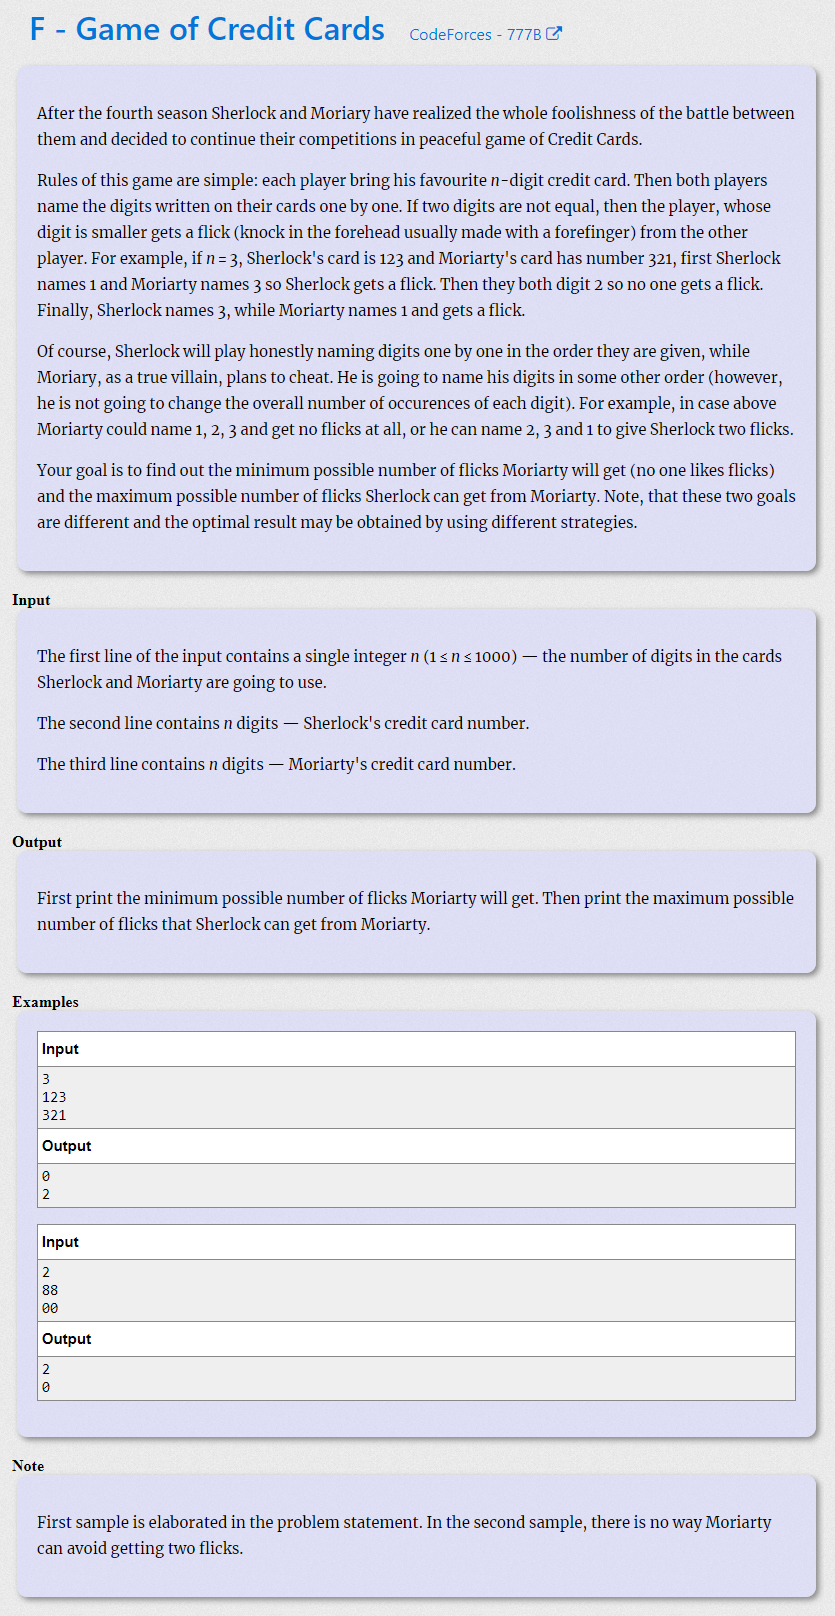 F - Game of Credit Cards CodeForces - 777B
After the fourth season Sherlock and Moriary have realized the whole foolishness of the battle between
them and decided to continue their competitions in peaceful game of Credit Cards.
Rules of this game are simple: each player bring his favourite n-digit credit card. Then both players
name the digits written on their cards one by one. If two digits are not equal, then the player, whose
digit is smaller gets a flick (knock in the forehead usually made with a forefinger) from the other
player. For example, if n = 3, Sherlock's card is 123 and Moriarty's card has number 321, first Sherlock
names 1 and Moriarty names 3 so Sherlock gets a flick. Then they both digit 2 so no one gets a flick.
Finally, Sherlock names 3, while Moriarty names 1 and gets a flick.
Of course, Sherlock will play honestly naming digits one by one in the order they are given, while
Moriary, as a true villain, plans to cheat. He is going to name his digits in some other order (however,
he is not going to change the overall number of occurences of each digit). For example, in case above
Moriarty could name 1, 2, 3 and get no flicks at all, or he can name 2, 3 and 1 to give Sherlock two flicks.
Your goal is to find out the minimum possible number of flicks Moriarty will get (no one likes flicks)
and the maximum possible number of flicks Sherlock can get from Moriarty. Note, that these two goals
are different and the optimal result may be obtained by using different strategies.
Input
The first line of the input contains a single integer n (1 ≤ n ≤ 1000) — the number of digits in the cards
Sherlock and Moriarty are going to use.
The second line contains n digits — Sherlock's credit card number.
The third line contains n digits — Moriarty's credit card number.
Output
First print the minimum possible number of flicks Moriarty will get. Then print the maximum possible
number of flicks that Sherlock can get from Moriarty.
Examples
Input
3
123
321
Output
0
2
Input
2
88
00
Output
2
0
Note
First sample is elaborated in the problem statement. In the second sample, there is no way Moriarty
can avoid getting two flicks.